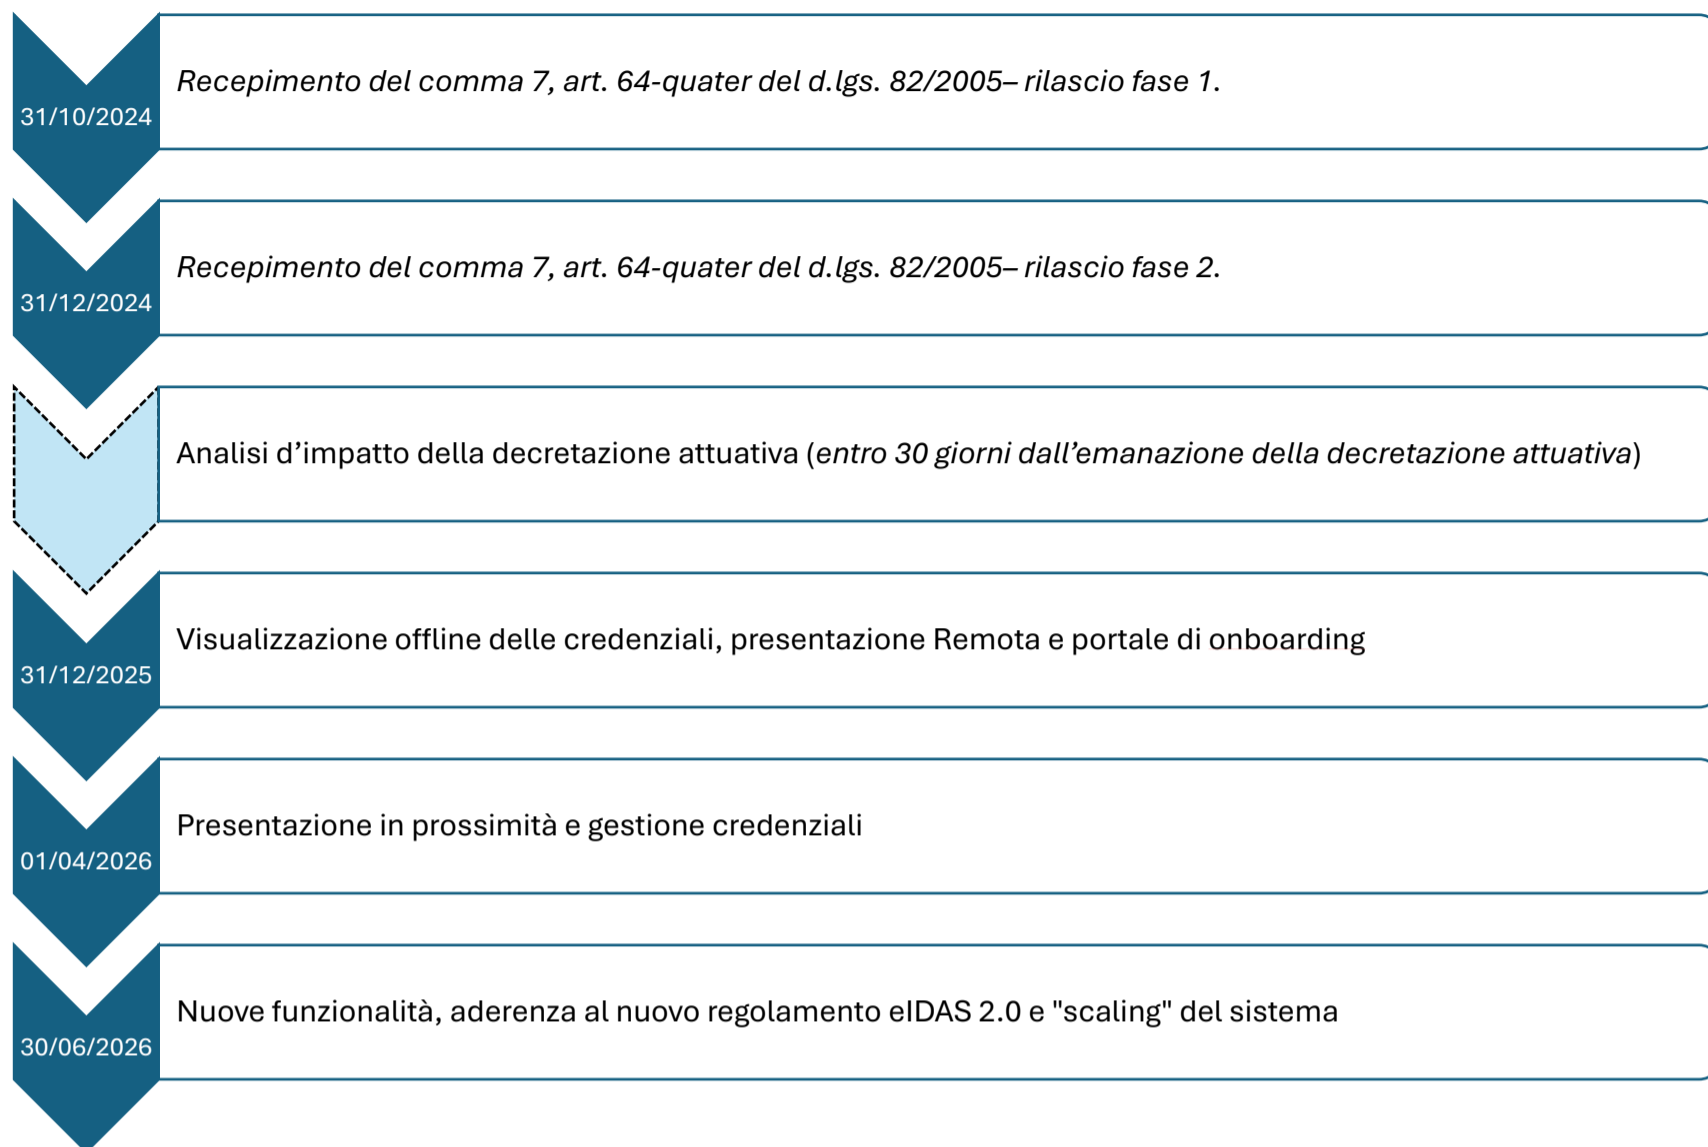 Recepimento del comma 7, art. 64-quater del d.lgs. 82/2005– rilascio fase 1.
31/10/2024
Recepimento del comma 7, art. 64-quater del d.lgs. 82/2005– rilascio fase 2.
31/12/2024
Analisi d’impatto della decretazione attuativa (entro 30 giorni dall’emanazione della decretazione attuativa)
Visualizzazione offline delle credenziali, presentazione Remota e portale di onboarding
31/12/2025
Presentazione in prossimità e gestione credenziali
01/04/2026
Nuove funzionalità, aderenza al nuovo regolamento eIDAS 2.0 e "scaling" del sistema
30/06/2026